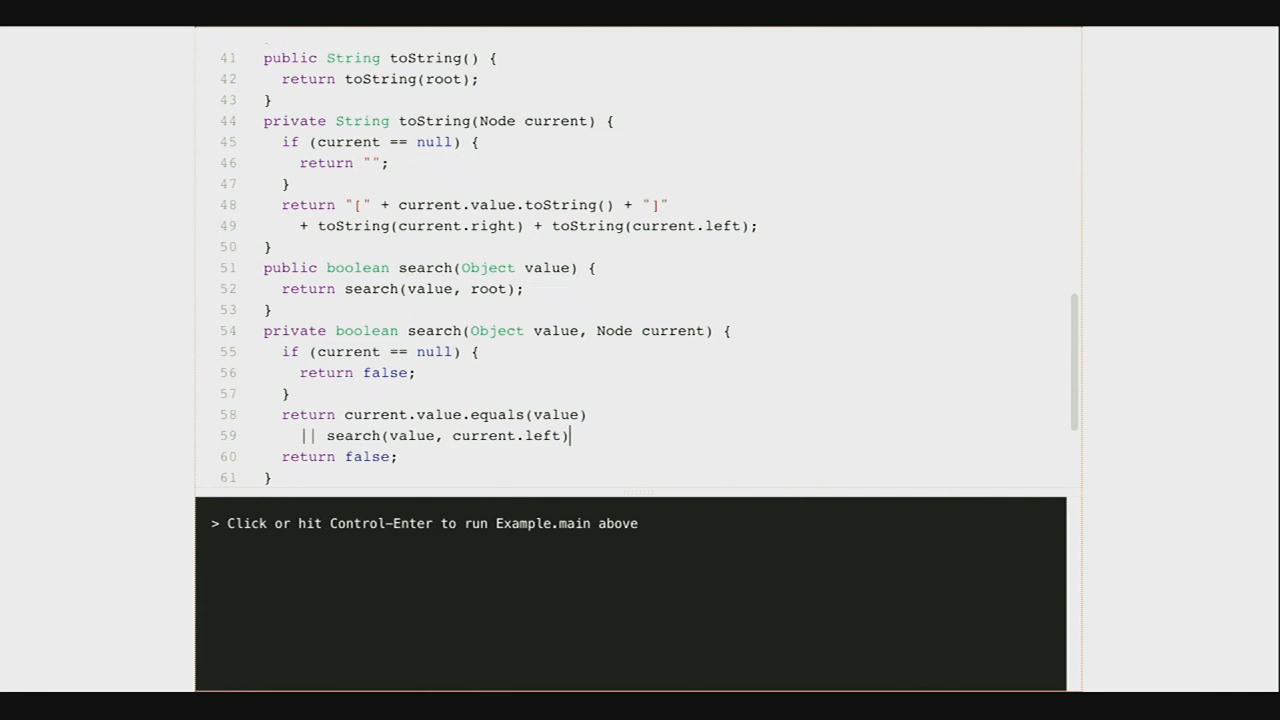 41 public String toString() {
42 return toString(root);
43 }
44 private String toString(Node current) {
45 if (current == null) {
46 return "";
47 }
48 return "[" + current.value.toString() + "]"
49 + toString(current.right) + toString(current.left);
50 }
51 public boolean search(Object value) {
52 return search(value, root);
53 }
54 private boolean search(Object value, Node current) {
55 if (current == null) {
56 return false;
57 }
58 return current.value.equals(value)
59 || search(value, current.left)
60 return false;
61 }
> Click or hit Control-Enter to run Example.main above